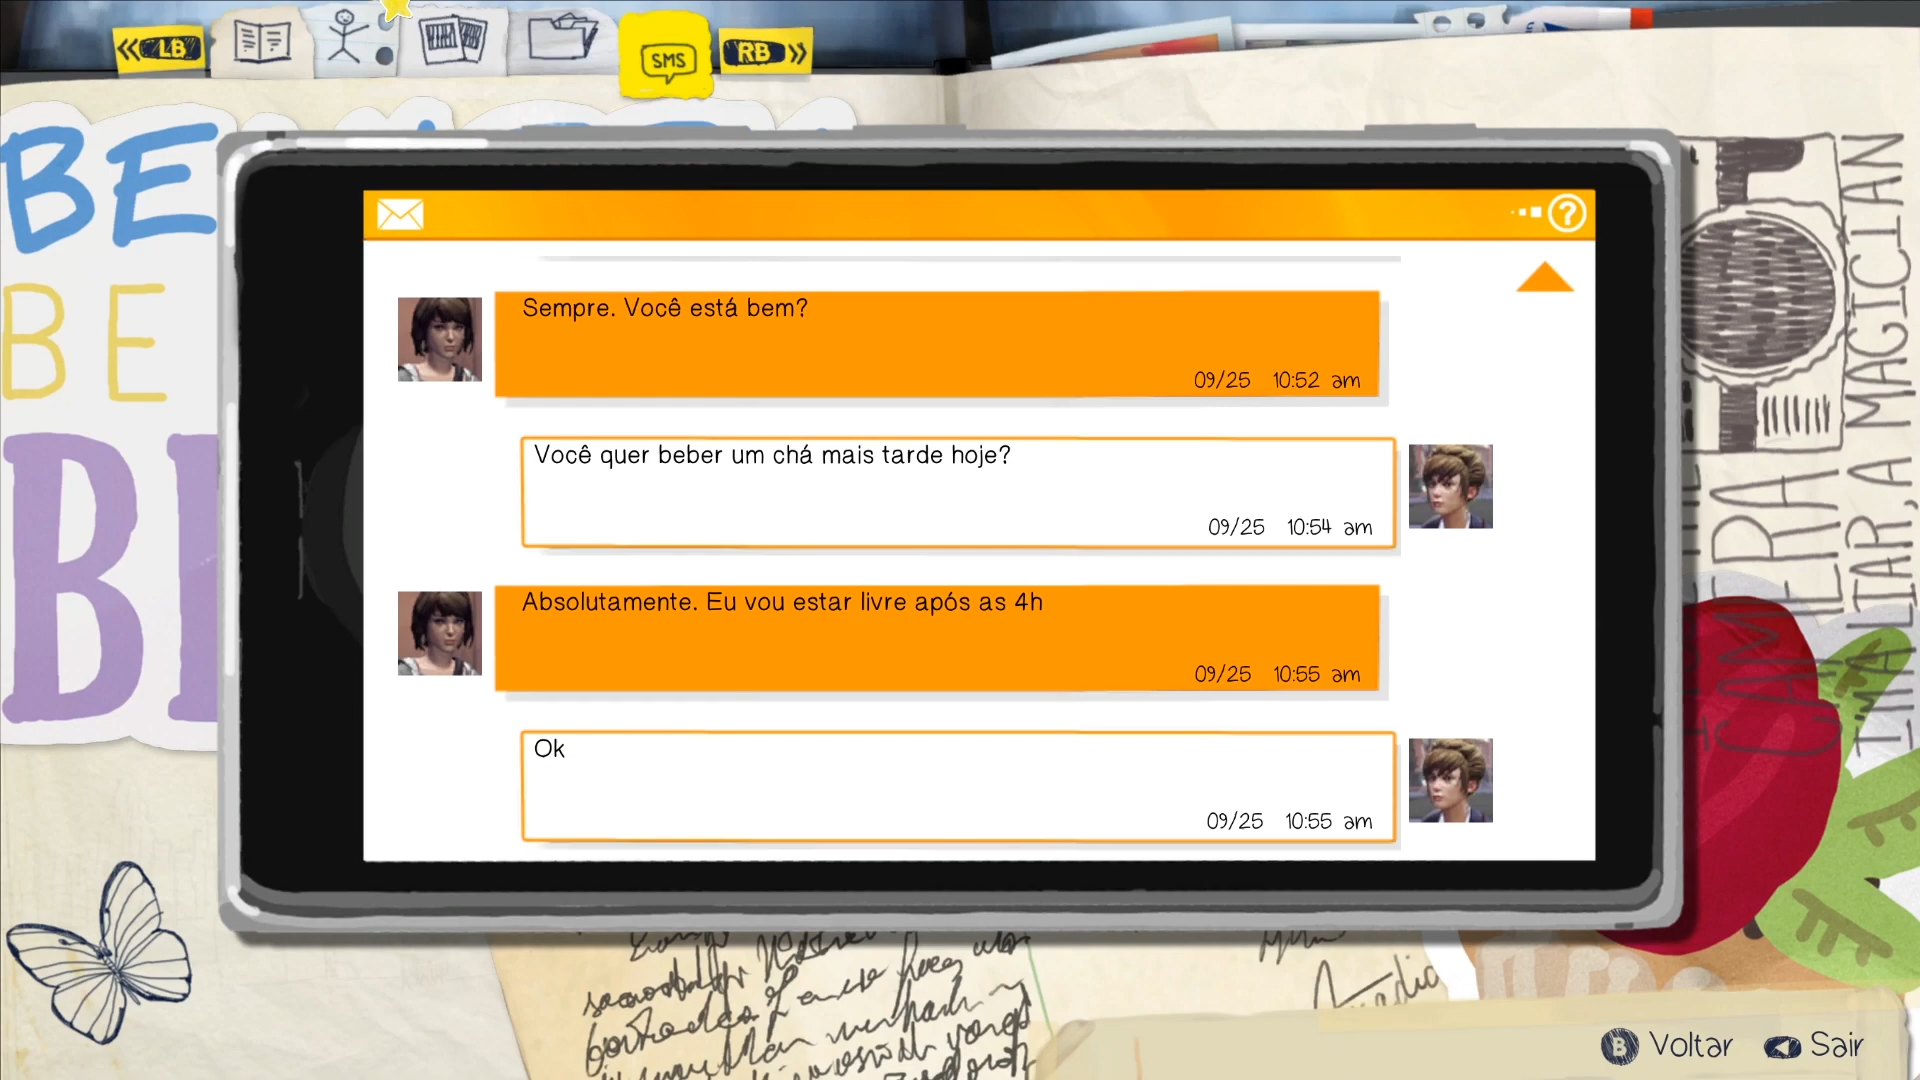 LB
SMS
RB
BE
BE
Sempre. Você está bem?
09/25 10:52 am
Você quer beber um chá mais tarde hoje?
09/25 10:54 am
Absolutamente. Eu vou estar livre após as 4h
09/25 10:55 am
Ok
09/25 10:55 am
I'M A LIAR, A MAGICIAN
B Voltar
Sair